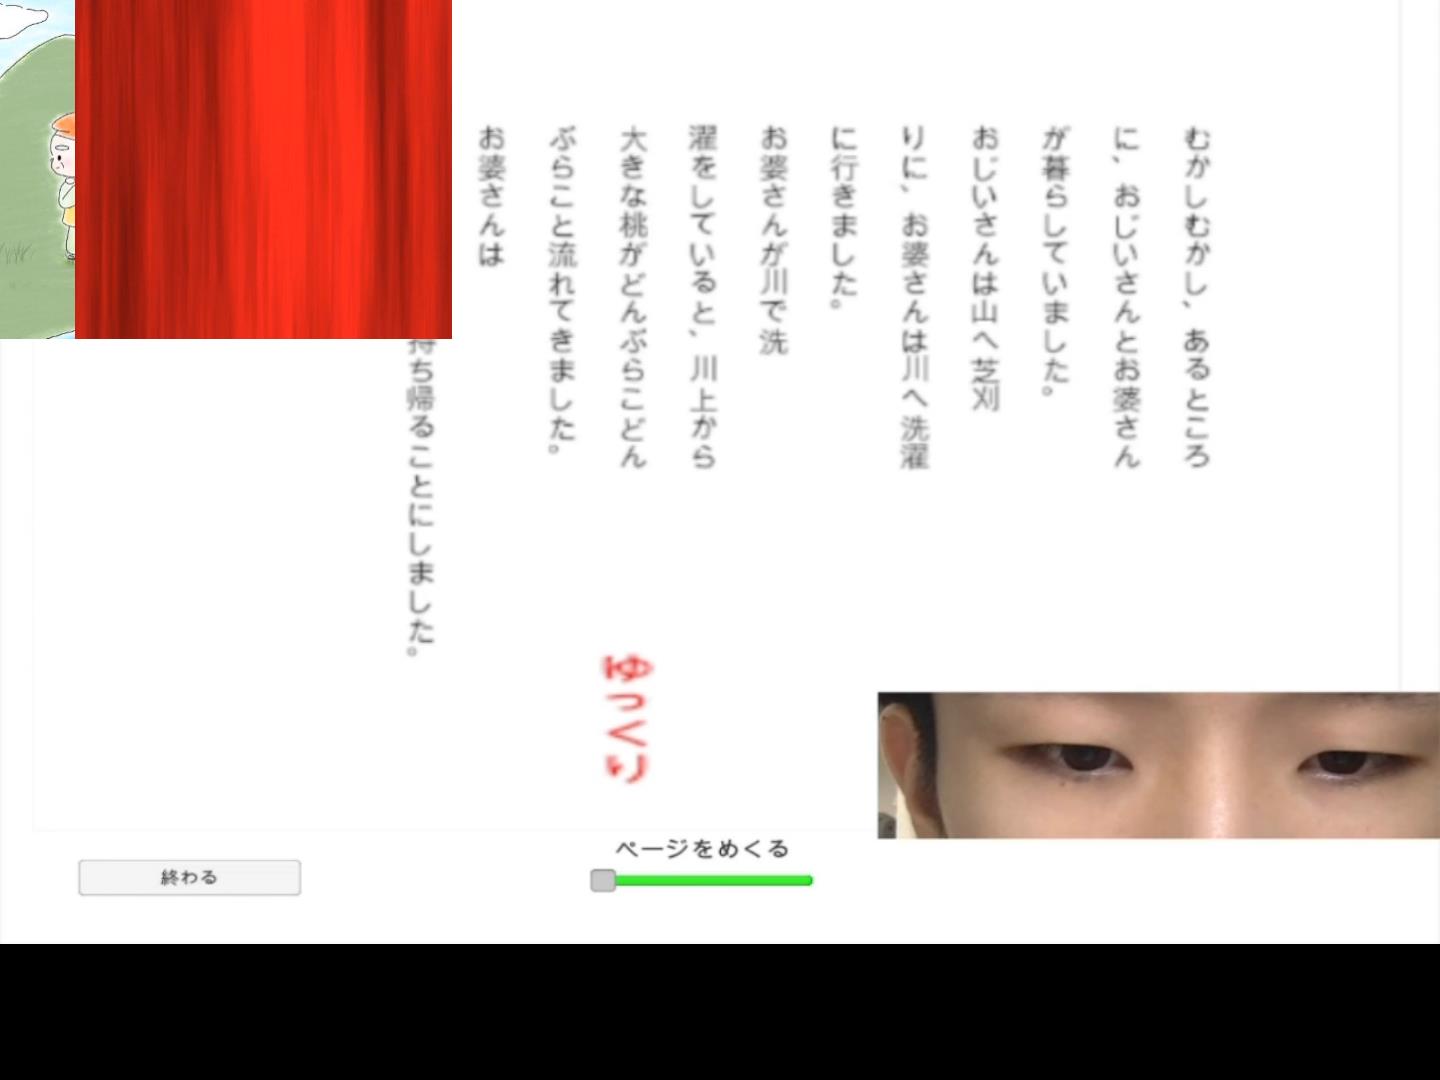 むかしむかし、あるところ
に、おじいさんとお婆さん
が暮らしていました。
おじいさんは山へ芝刈
りに、お婆さんは川へ洗濯
に行きました。
お婆さんが川で洗
濯をしていると、川上から
大きな桃がどんぶらこどん
ぶらこと流れてきました。
お婆さんは
持ち帰ることにしました。
ゆっくり
ページをめくる
終わる